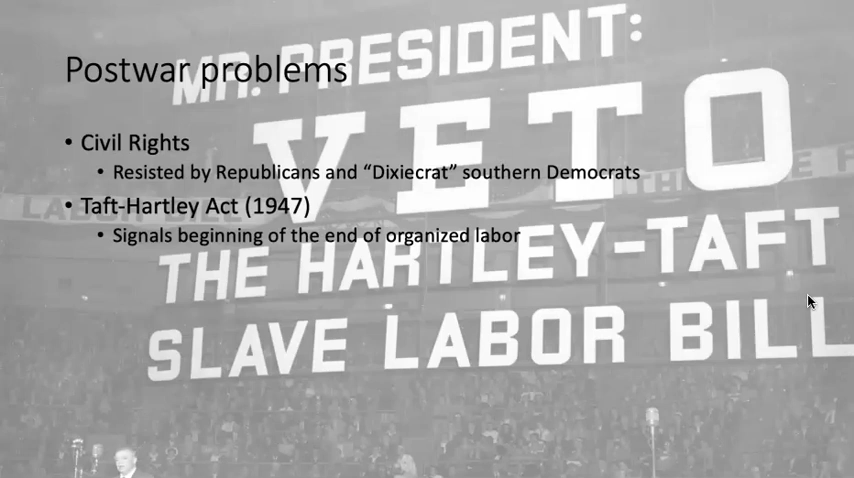 Postwar problems
MR. PRESIDENT:
VETO
THE HARTLEY-TAFT
SLAVE LABOR BILL
• Civil Rights
• Resisted by Republicans and “Dixiecrat” southern Democrats
• Taft-Hartley Act (1947)
• Signals beginning of the end of organized labor